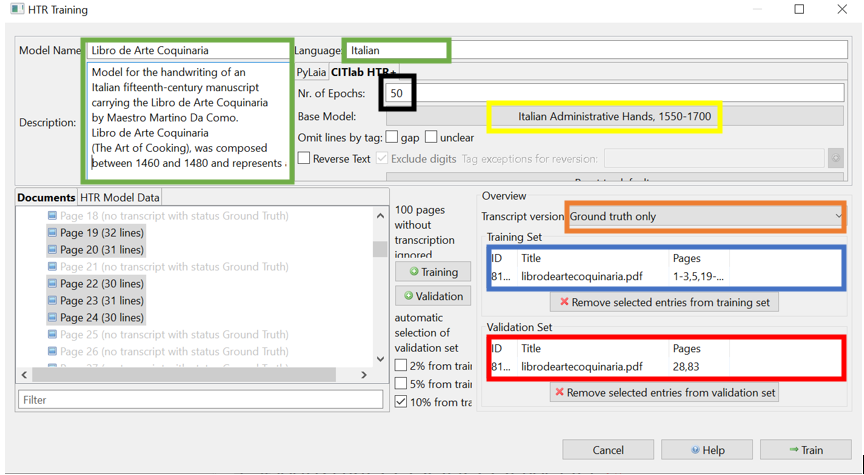 HTR Training
Model Name
Libro de Arte Coquinaria
Language:
Italian
Description:
Model for the handwriting of an
Italian fifteenth-century manuscript
carrying the Libro de Arte Coquinaria
by Maestro Martino Da Como.
Libro de Arte Coquinaria
(The Art of Cooking), was composed
between 1460 and 1480 and represents
PyLaia
CITlab HTR+
Nr. of Epochs:
50
Base Model:
Italian Administrative Hands, 1550-1700
Omit lines by tag:
gap
unclear
Reverse Text
Exclude digits
Tag exceptions for reversion:
Documents
HTR Model Data
Page 18 (no transcript with status Ground Truth)
Page 19 (32 lines)
Page 20 (31 lines)
Page 21 (no transcript with status Ground Truth)
Page 22 (30 lines)
Page 23 (31 lines)
Page 24 (30 lines)
Page 25 (no transcript with status Ground Truth)
Page 26 (no transcript with status Ground Truth)
Filter
100 pages
without
transcription
ignored
Training
Validation
automatic
selection of
validation set
2% from trai
5% from trai
10% from tra
Overview
Transcript version
Ground truth only
Training Set
ID Title Pages
81... librodeartecoquinaria.pdf 1-3,5,19-...
Remove selected entries from training set
Validation Set
ID Title Pages
81... librodeartecoquinaria.pdf 28,83
Remove selected entries from validation set
Cancel
Help
Train